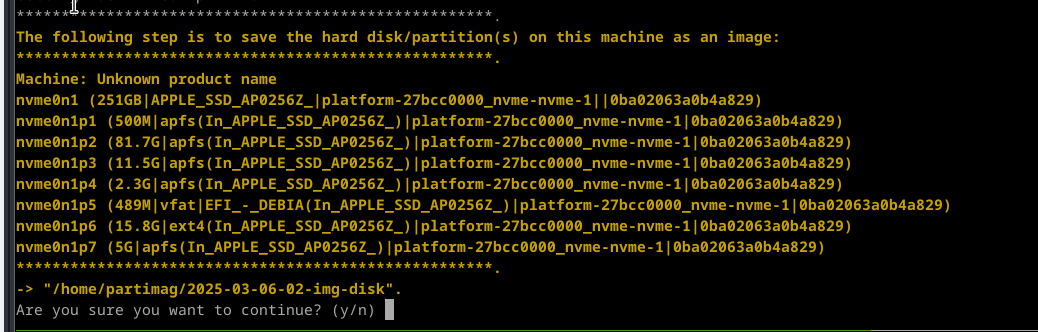 *****************************************************.
The following step is to save the hard disk/partition(s) on this machine as an image:
*****************************************************.
Machine: Unknown product name
nvme0n1 (251GB|APPLE_SSD_AP0256Z_|platform-27bcc0000_nvme-nvme-1||0ba02063a0b4a829)
nvme0n1p1 (500M|apfs(In_APPLE_SSD_AP0256Z_)|platform-27bcc0000_nvme-nvme-1|0ba02063a0b4a829)
nvme0n1p2 (81.7G|apfs(In_APPLE_SSD_AP0256Z_)|platform-27bcc0000_nvme-nvme-1|0ba02063a0b4a829)
nvme0n1p3 (11.5G|apfs(In_APPLE_SSD_AP0256Z_)|platform-27bcc0000_nvme-nvme-1|0ba02063a0b4a829)
nvme0n1p4 (2.3G|apfs(In_APPLE_SSD_AP0256Z_)|platform-27bcc0000_nvme-nvme-1|0ba02063a0b4a829)
nvme0n1p5 (489M|vfat|EFI_-_DEBIA(In_APPLE_SSD_AP0256Z_)|platform-27bcc0000_nvme-nvme-1|0ba02063a0b4a829)
nvme0n1p6 (15.8G|ext4(In_APPLE_SSD_AP0256Z_)|platform-27bcc0000_nvme-nvme-1|0ba02063a0b4a829)
nvme0n1p7 (5G|apfs(In_APPLE_SSD_AP0256Z_)|platform-27bcc0000_nvme-nvme-1|0ba02063a0b4a829)
*****************************************************.
-> "/home/partimag/2025-03-06-02-img-disk".
Are you sure you want to continue? (y/n)